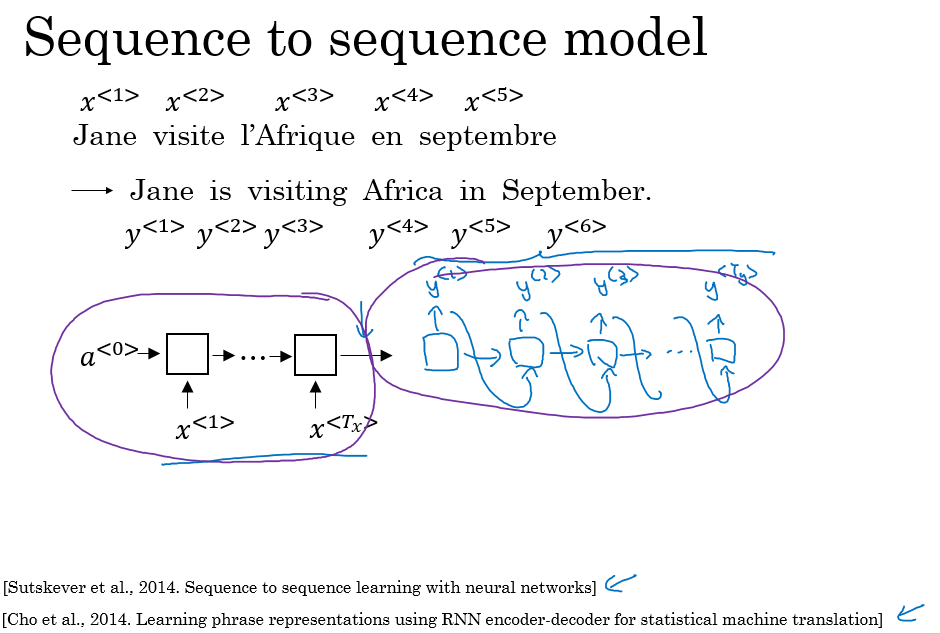 Sequence to sequence model
x<1> x<2> x<3> x<4> x<5>
Jane visite l'Afrique en septembre
→ Jane is visiting Africa in September.
y<1> y<2> y<3> y<4> y<5> y<6>
y<1> y<2> y<3> y<Ty>
a<0> → → ... → → → → → ...
x<1> x<Tx>
[Sutskever et al., 2014. Sequence to sequence learning with neural networks]
[Cho et al., 2014. Learning phrase representations using RNN encoder-decoder for statistical machine translation]